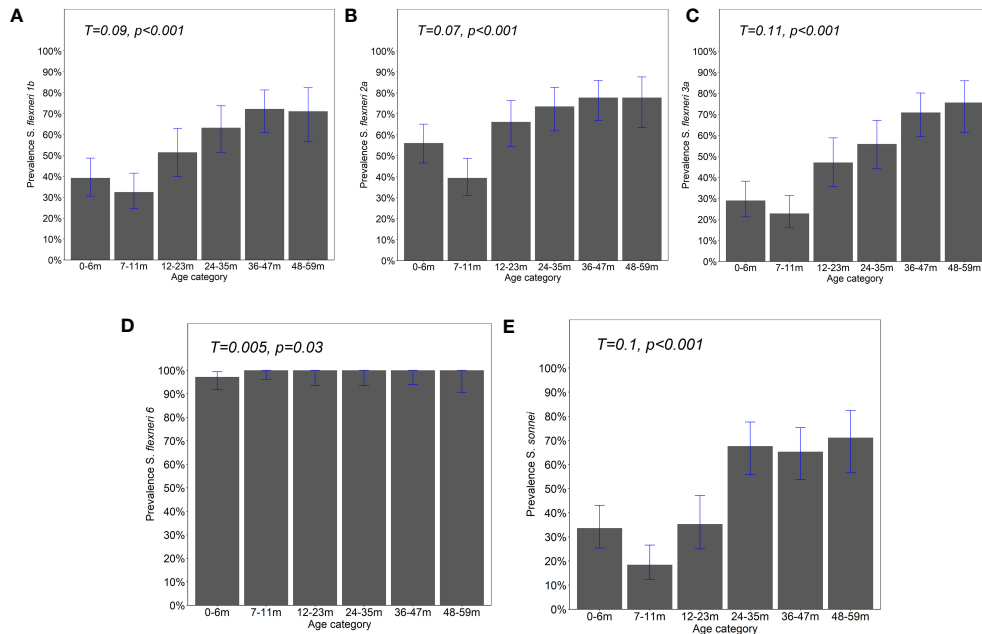 A
T=0.09, p<0.001
Prevalence S. flexneri 1b
100%
90%
80%
70%
60%
50%
40%
30%
20%
10%
0%
0-6m 7-11m 12-23m 24-35m 36-47m 48-59m
Age category
B
T=0.07, p<0.001
Prevalence S. flexneri 2a
100%
90%
80%
70%
60%
50%
40%
30%
20%
10%
0%
0-6m 7-11m 12-23m 24-35m 36-47m 48-59m
Age category
C
T=0.11, p<0.001
Prevalence S. flexneri 3a
100%
90%
80%
70%
60%
50%
40%
30%
20%
10%
0%
0-6m 7-11m 12-23m 24-35m 36-47m 48-59m
Age category
D
T=0.005, p=0.03
Prevalence S. flexneri 6
100%
90%
80%
70%
60%
50%
40%
30%
20%
10%
0%
0-6m 7-11m 12-23m 24-35m 36-47m 48-59m
Age category
E
T=0.1, p<0.001
Prevalence S. sonnei
100%
90%
80%
70%
60%
50%
40%
30%
20%
10%
0%
0-6m 7-11m 12-23m 24-35m 36-47m 48-59m
Age category